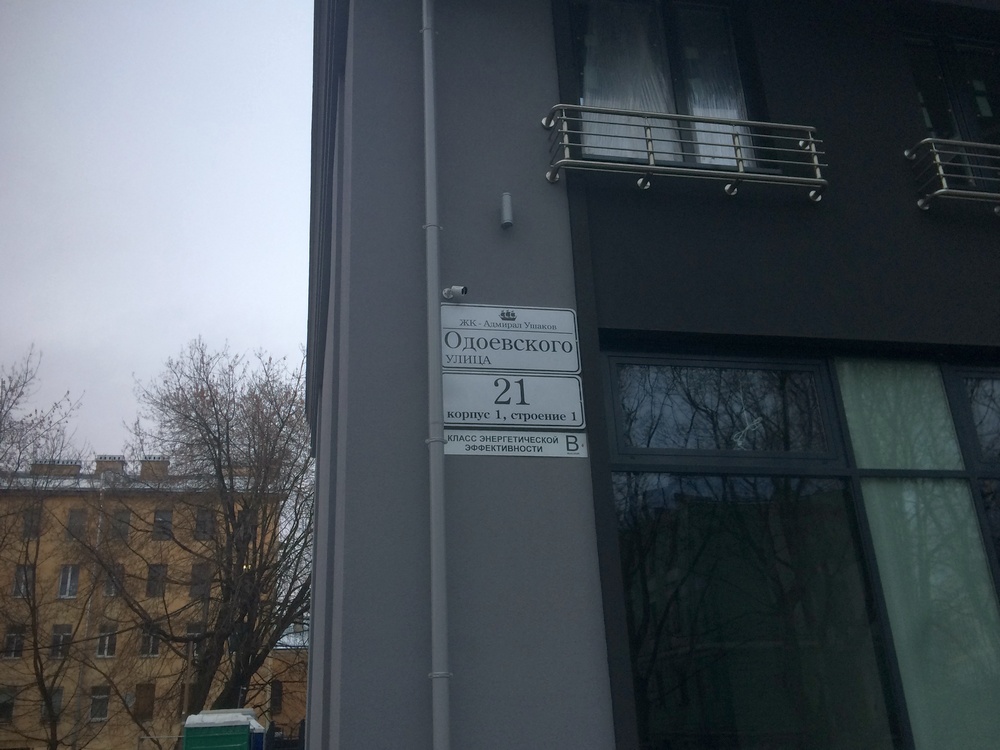 ЖК - Адмирал Ушаков
Одоевского
УЛИЦА
21
корпус 1, строение 1
КЛАСС ЭНЕРГЕТИЧЕСКОЙ
ЭФФЕКТИВНОСТИ
B